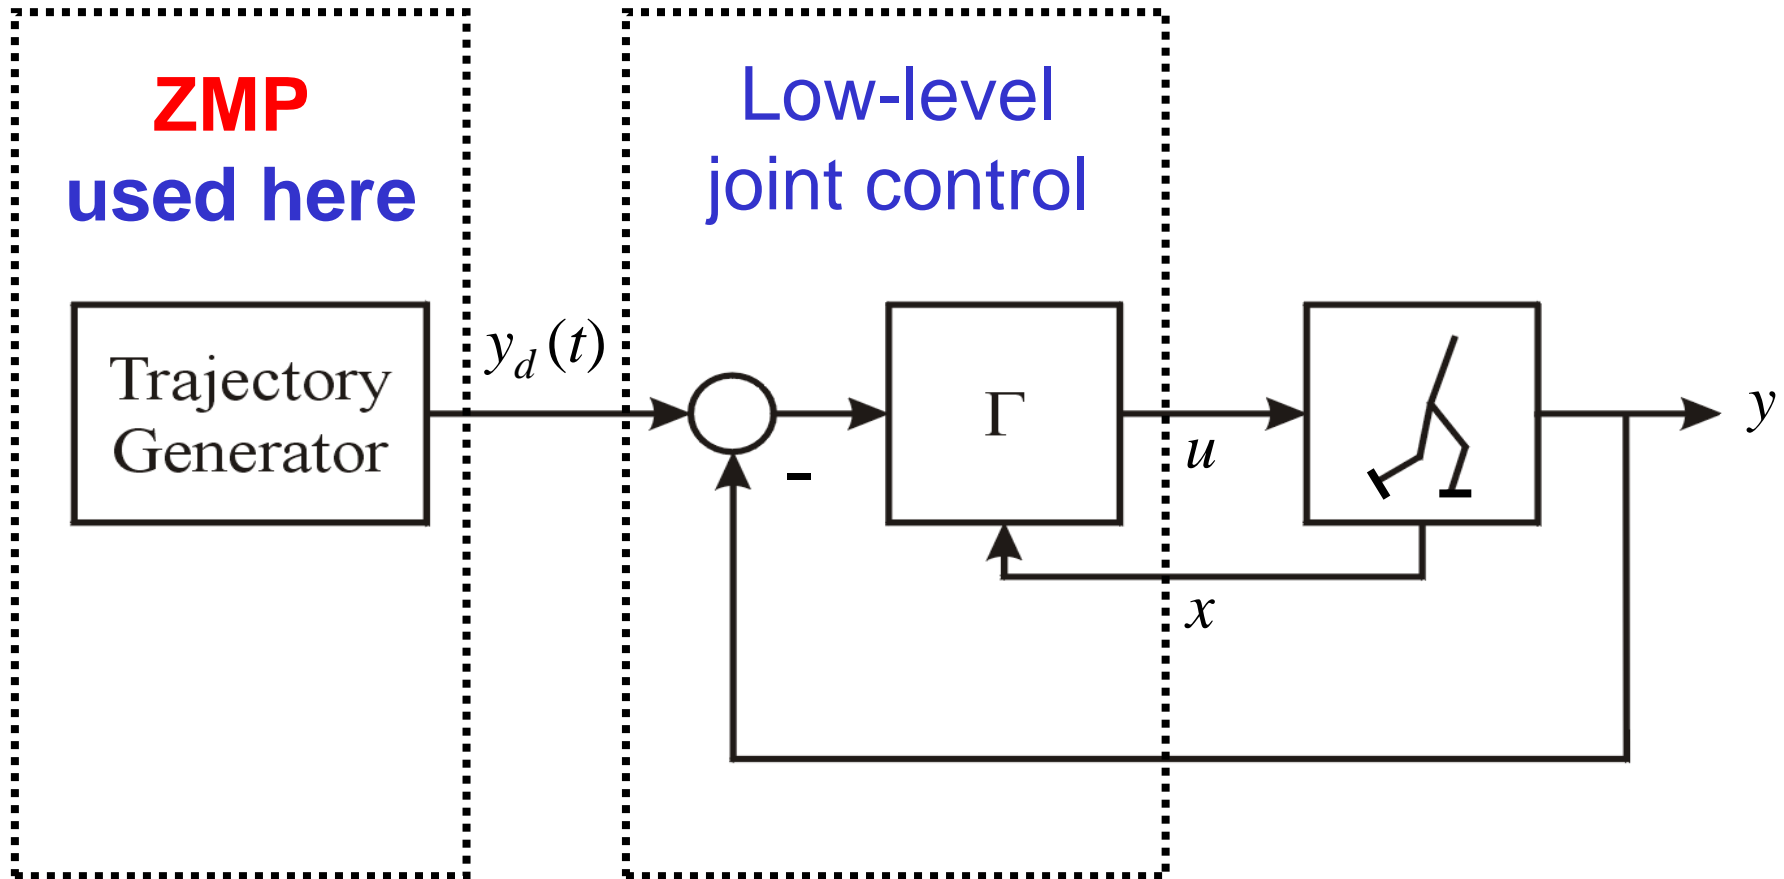 ZMP
used here
Low-level
joint control
Trajectory
Generator
y_d(t)
-
Γ
u
x
y